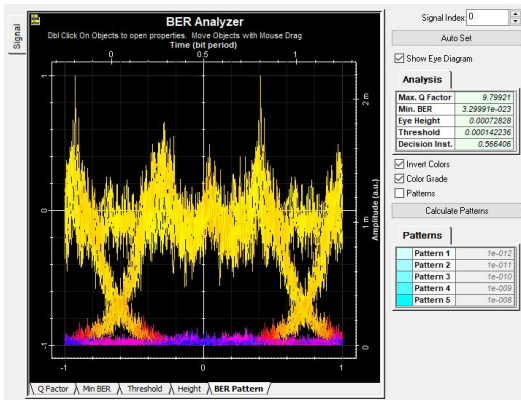 Signal
BER Analyzer
Dbl Click On Objects to open properties. Move Objects with Mouse Drag
Time (bit period)
0 0.5 1
1
0
-1
-1 0 1
2 m
1 m
0
Amplitude (a.u.)
Q Factor Min BER Threshold Height BER Pattern
Signal Index: 0
Auto Set
Show Eye Diagram
Analysis
Max. Q Factor 9.79921
Min. BER 3.29991e-023
Eye Height 0.00072828
Threshold 0.000142236
Decision Inst. 0.566406
Invert Colors
Color Grade
Patterns
Calculate Patterns
Patterns
Pattern 1 1e-012
Pattern 2 1e-011
Pattern 3 1e-010
Pattern 4 1e-009
Pattern 5 1e-008